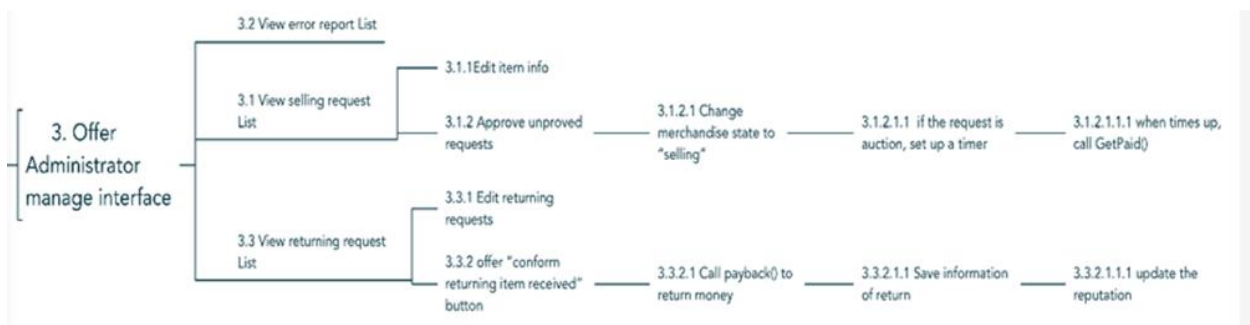 3.2 View error report List
3.1.1Edit item info
3.1 View selling request
List
3.1.2 Approve unproved
requests
3.1.2.1 Change
merchandise state to
"selling"
3.1.2.1.1 if the request is
auction, set up a timer
3.1.2.1.1.1 when times up,
call GetPaid()
3. Offer
Administrator
manage interface
3.3.1 Edit returning
requests
3.3 View returning request
List
3.3.2 offer "conform
returning item received"
button
3.3.2.1 Call payback() to
return money
3.3.2.1.1 Save information
of return
3.3.2.1.1.1 update the
reputation